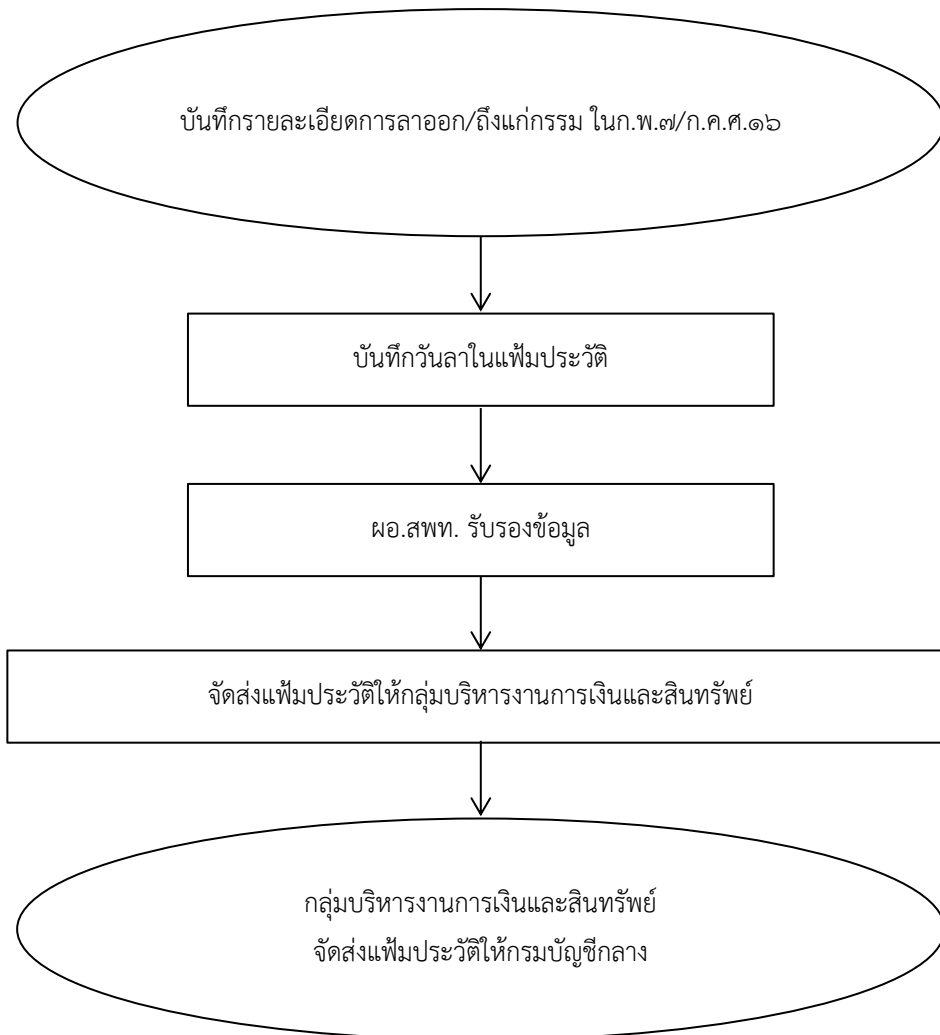 บันทึกรายละเอียดการลาออก/ถึงแก่กรรม ในก.พ.๗/ก.ค.ศ.๑๖
บันทึกวันลาในแฟ้มประวัติ
ผอ.สพท. รับรองข้อมูล
จัดส่งแฟ้มประวัติให้กลุ่มบริหารงานการเงินและสินทรัพย์
กลุ่มบริหารงานการเงินและสินทรัพย์
จัดส่งแฟ้มประวัติให้กรมบัญชีกลาง